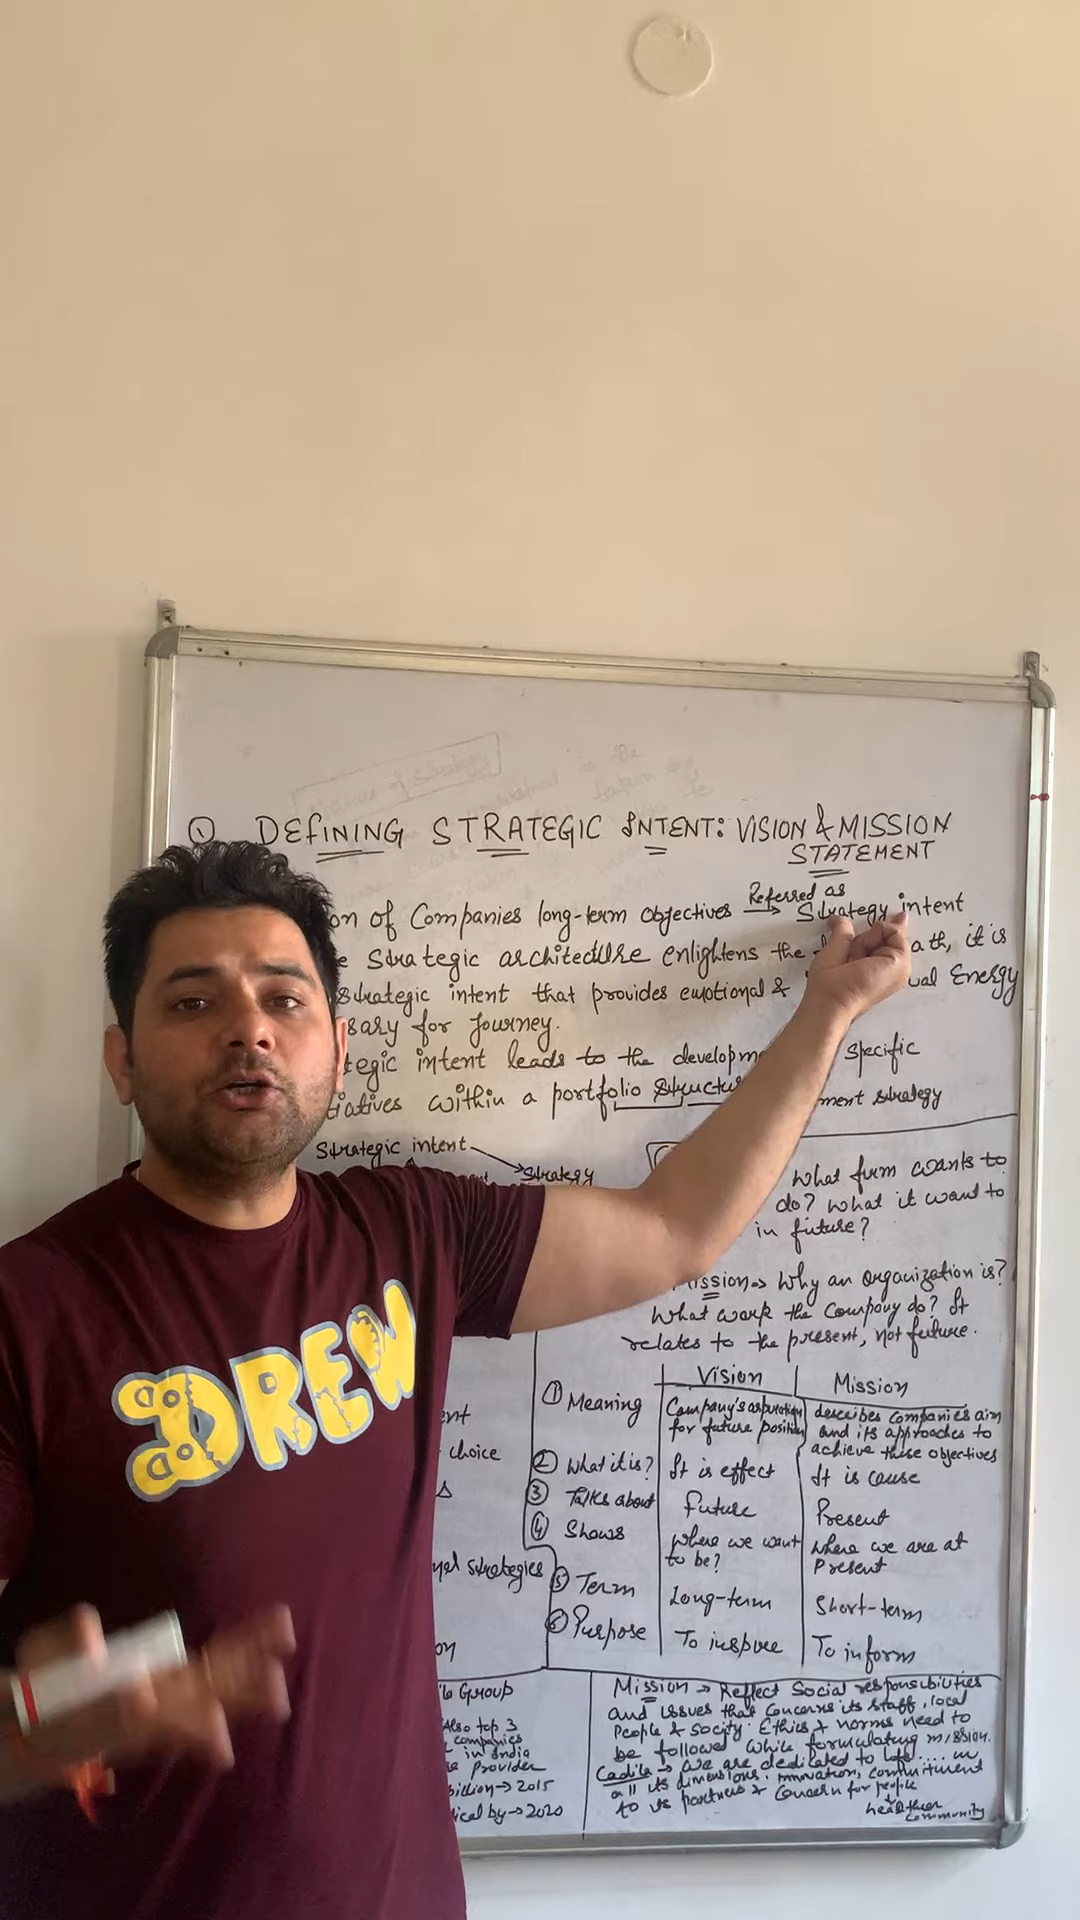 ① DEFINING STRATEGIC INTENT: VISION & MISSION
STATEMENT
on of Companies long-term objectives Referred as → Strategy intent
e Strategic architecture enlightens the ath, it is
strategic intent that provides emotional & ual Energy
sary for Journey.
tegic intent leads to the developm Specific
tiatives within a portfolio structu ment strategy
Strategic intent
Strategy
What firm wants to
do? What it want to
in future?
Mission → Why an organization is?
What work the company do? It
relates to the present, not future.
Vision Mission
① Meaning Company's aspiration for future position describes companies aim and its approaches to achieve these objectives
② What it is? It is effect It is cause
③ Talks about Future Present
④ Shows Where we want to be? Where we are at Present
⑤ Term Long-term Short-term
⑥ Purpose To inspire To inform
ent
choice
s
nal strategies
on
Group
Also top 3
companies
in India
provider
billion → 2015
ical by → 2020
Mission → Reflect Social responsibilities
and issues that concerns its staff, local
People & socity. Ethics & norms need to
be followed while formulating mission.
Cadila → We are dedicated to life.... in
all its dimensions. innovation, commitment
to its partners & concern for people
healthier
community
DREW